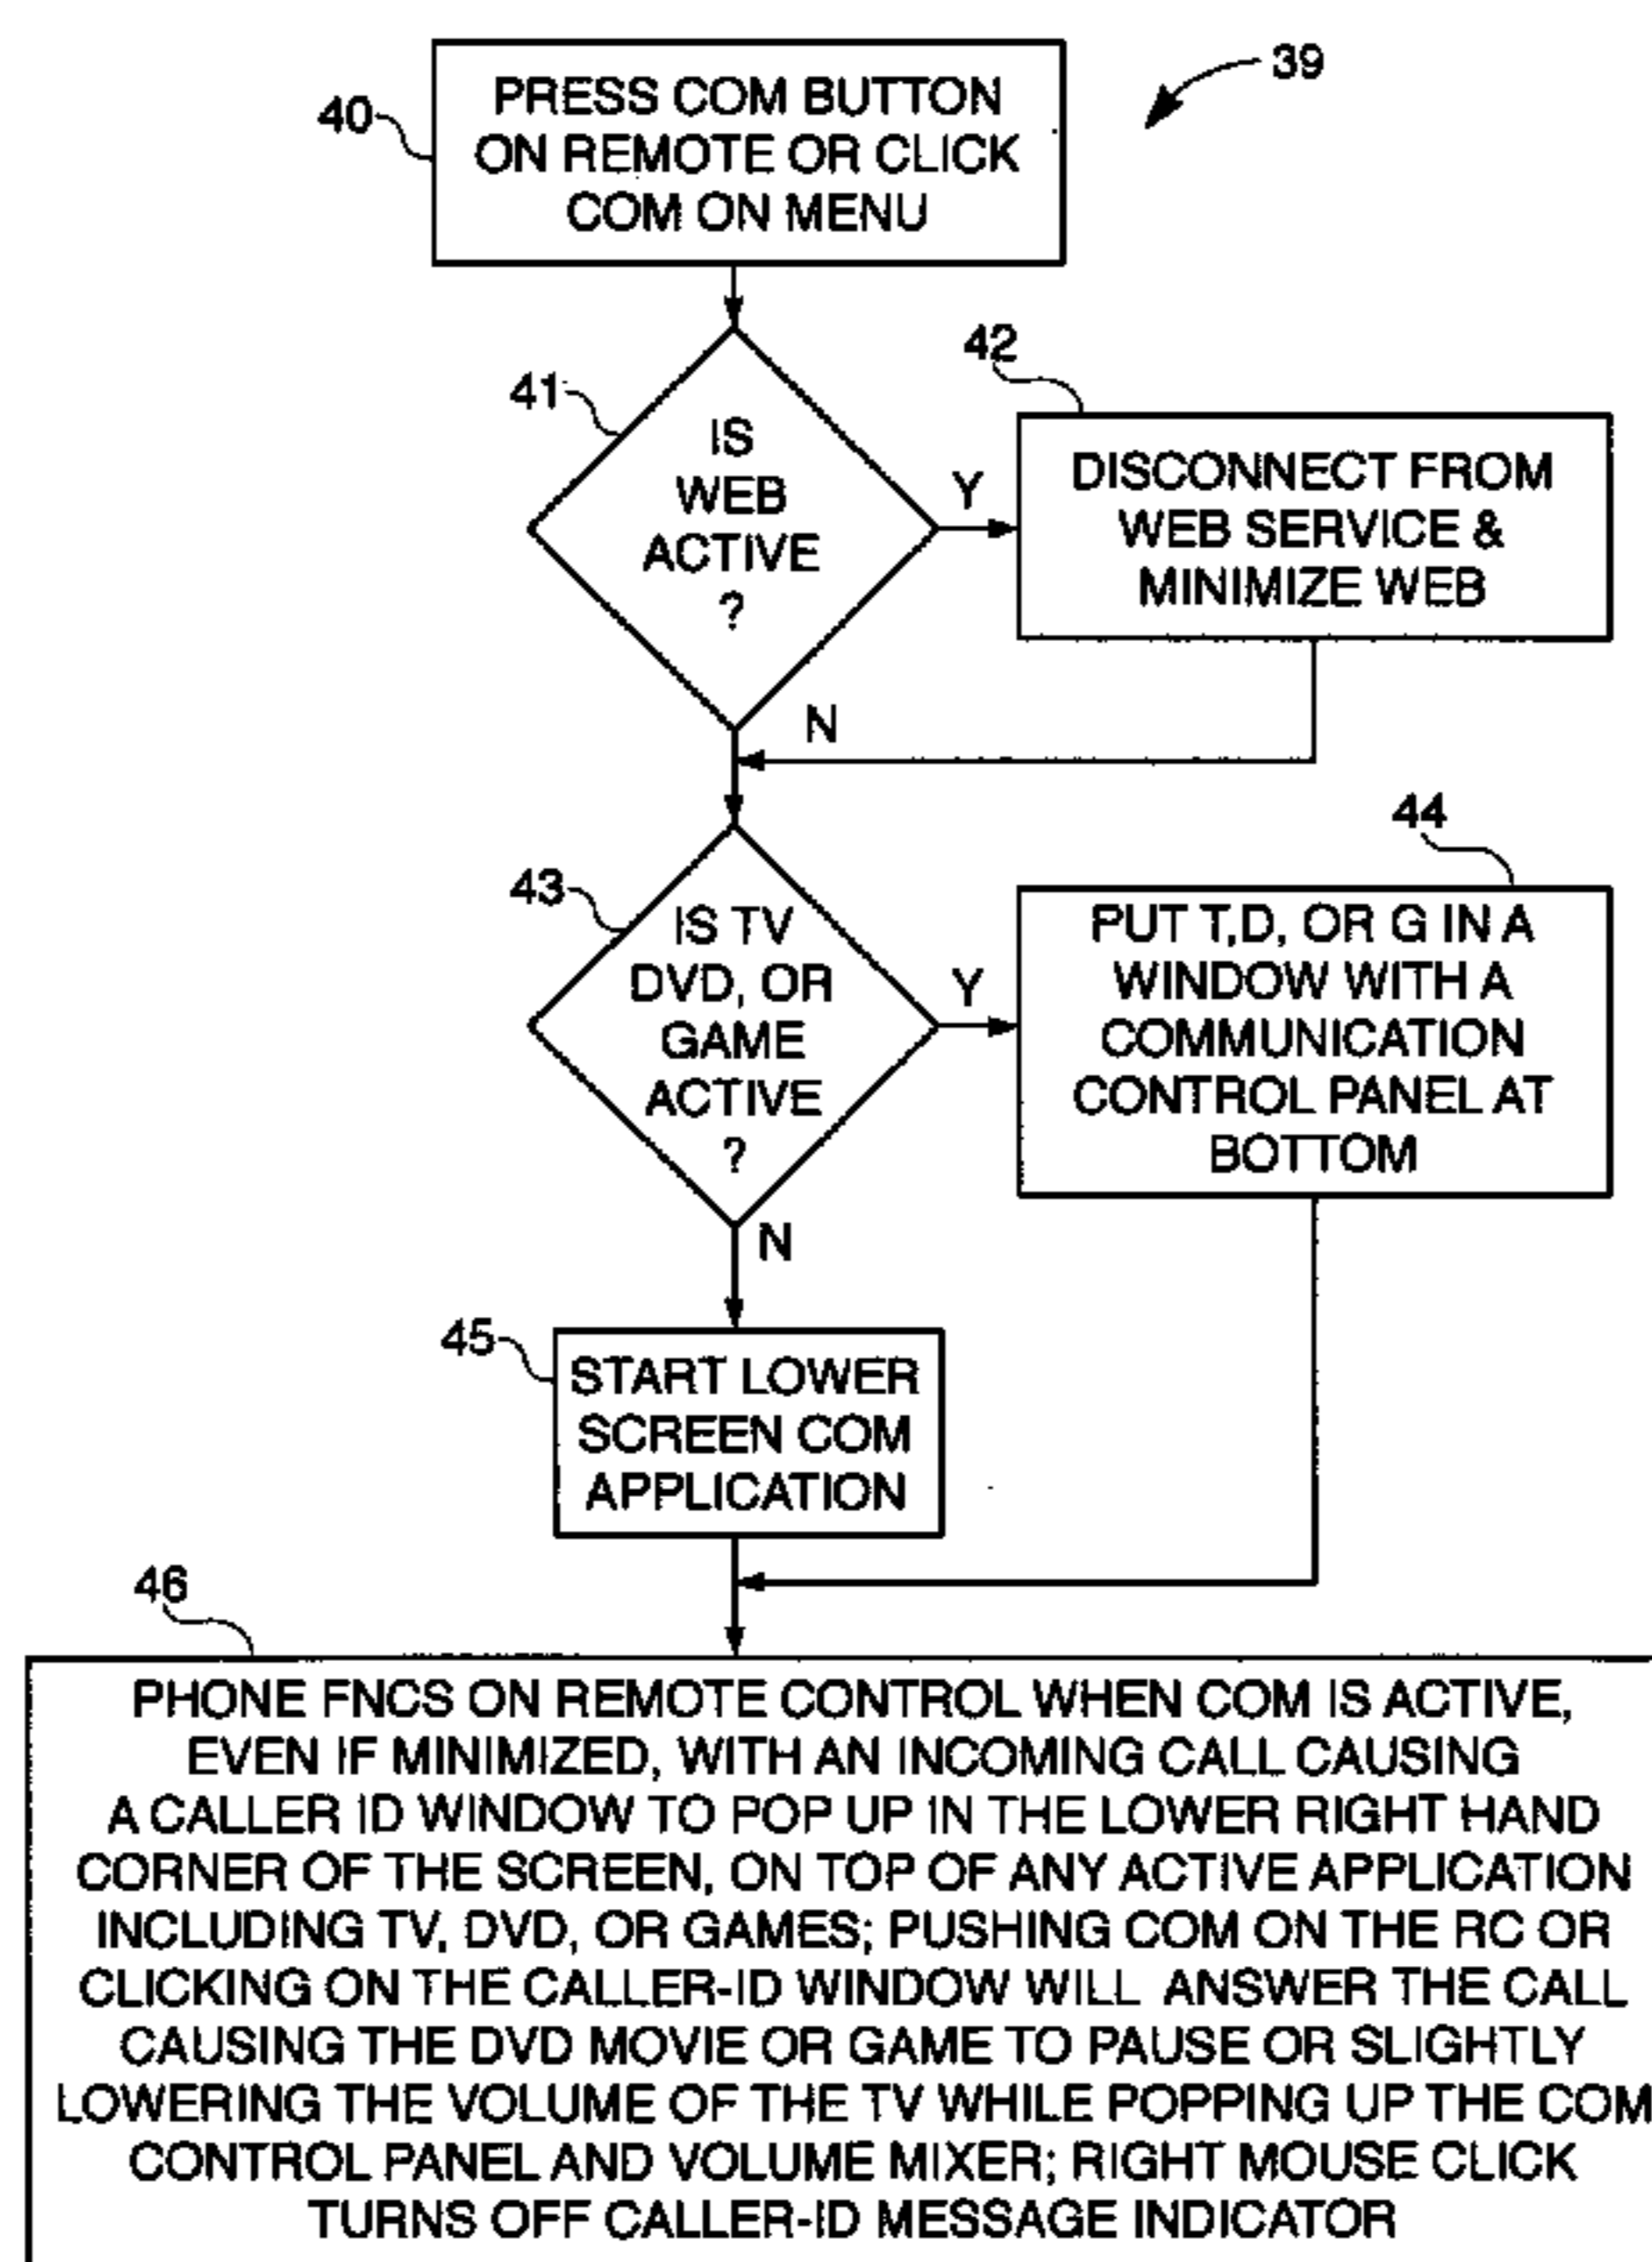 39
40
PRESS COM BUTTON
ON REMOTE OR CLICK
COM ON MENU
41
IS
WEB
ACTIVE
?
Y
42
DISCONNECT FROM
WEB SERVICE &
MINIMIZE WEB
N
43
IS TV
DVD, OR
GAME
ACTIVE
?
Y
44
PUT T,D, OR G IN A
WINDOW WITH A
COMMUNICATION
CONTROL PANEL AT
BOTTOM
N
45
START LOWER
SCREEN COM
APPLICATION
46
PHONE FNCS ON REMOTE CONTROL WHEN COM IS ACTIVE,
EVEN IF MINIMIZED, WITH AN INCOMING CALL CAUSING
A CALLER ID WINDOW TO POP UP IN THE LOWER RIGHT HAND
CORNER OF THE SCREEN, ON TOP OF ANY ACTIVE APPLICATION
INCLUDING TV, DVD, OR GAMES; PUSHING COM ON THE RC OR
CLICKING ON THE CALLER-ID WINDOW WILL ANSWER THE CALL
CAUSING THE DVD MOVIE OR GAME TO PAUSE OR SLIGHTLY
LOWERING THE VOLUME OF THE TV WHILE POPPING UP THE COM
CONTROL PANEL AND VOLUME MIXER; RIGHT MOUSE CLICK
TURNS OFF CALLER-ID MESSAGE INDICATOR